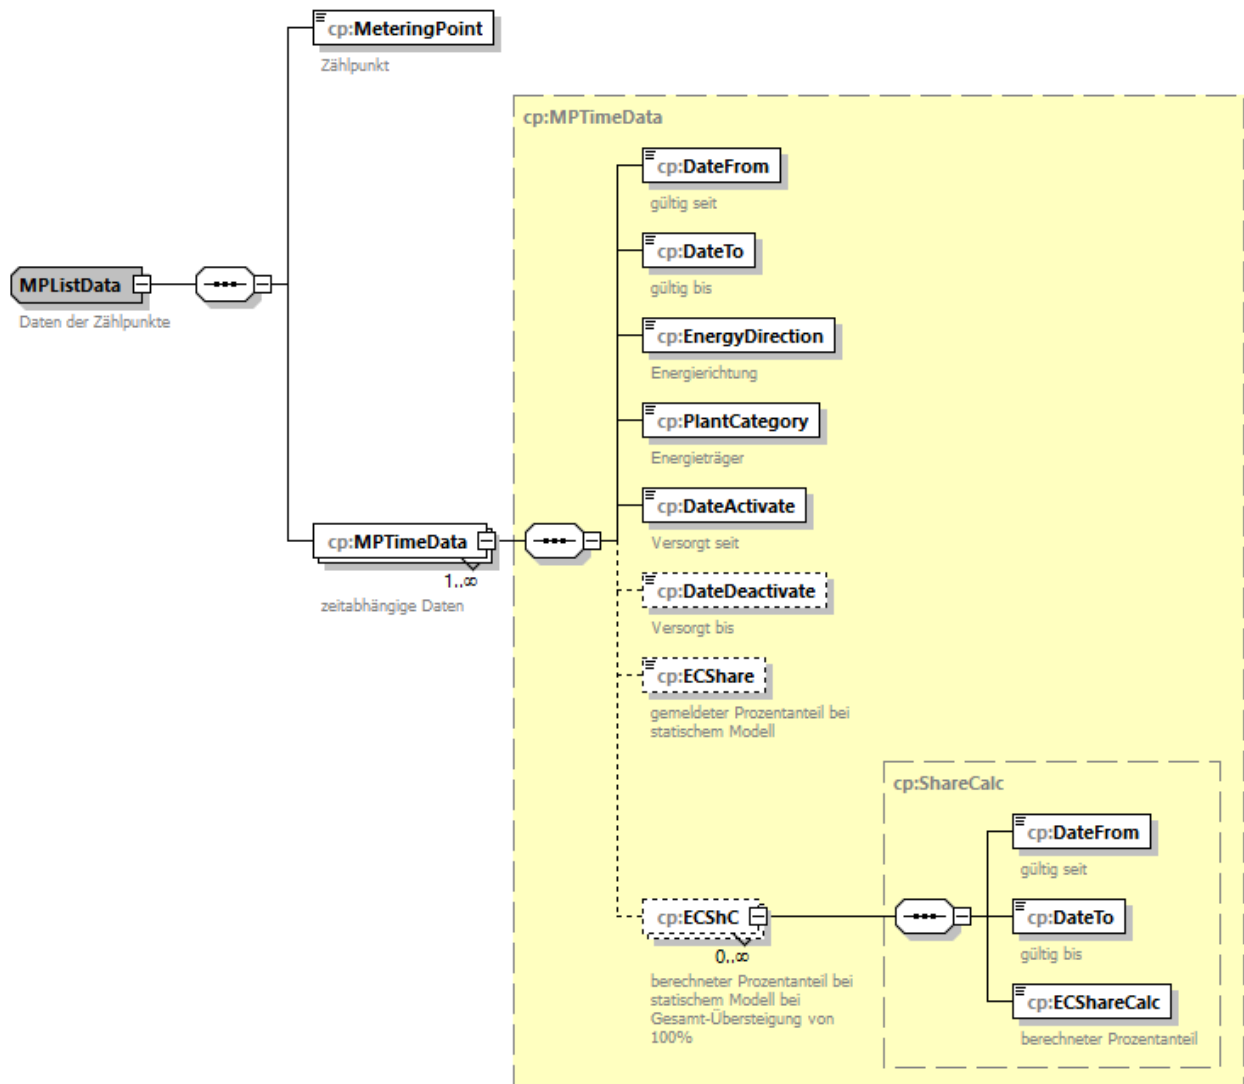 cp:MeteringPoint
Zählpunkt
cp:MPTimeData
cp:DateFrom
gültig seit
cp:DateTo
gültig bis
MPListData
Daten der Zählpunkte
cp:EnergyDirection
Energierichtung
cp:PlantCategory
Energieträger
cp:DateActivate
Versorgt seit
cp:MPTimeData
1..∞
zeitabhängige Daten
cp:DateDeactivate
Versorgt bis
cp:ECShare
gemeldeter Prozentanteil bei
statischem Modell
cp:ShareCalc
cp:DateFrom
gültig seit
cp:ECShC
0..∞
berechneter Prozentanteil bei
statischem Modell bei
Gesamt-Übersteigung von
100%
cp:DateTo
gültig bis
cp:ECShareCalc
berechneter Prozentanteil